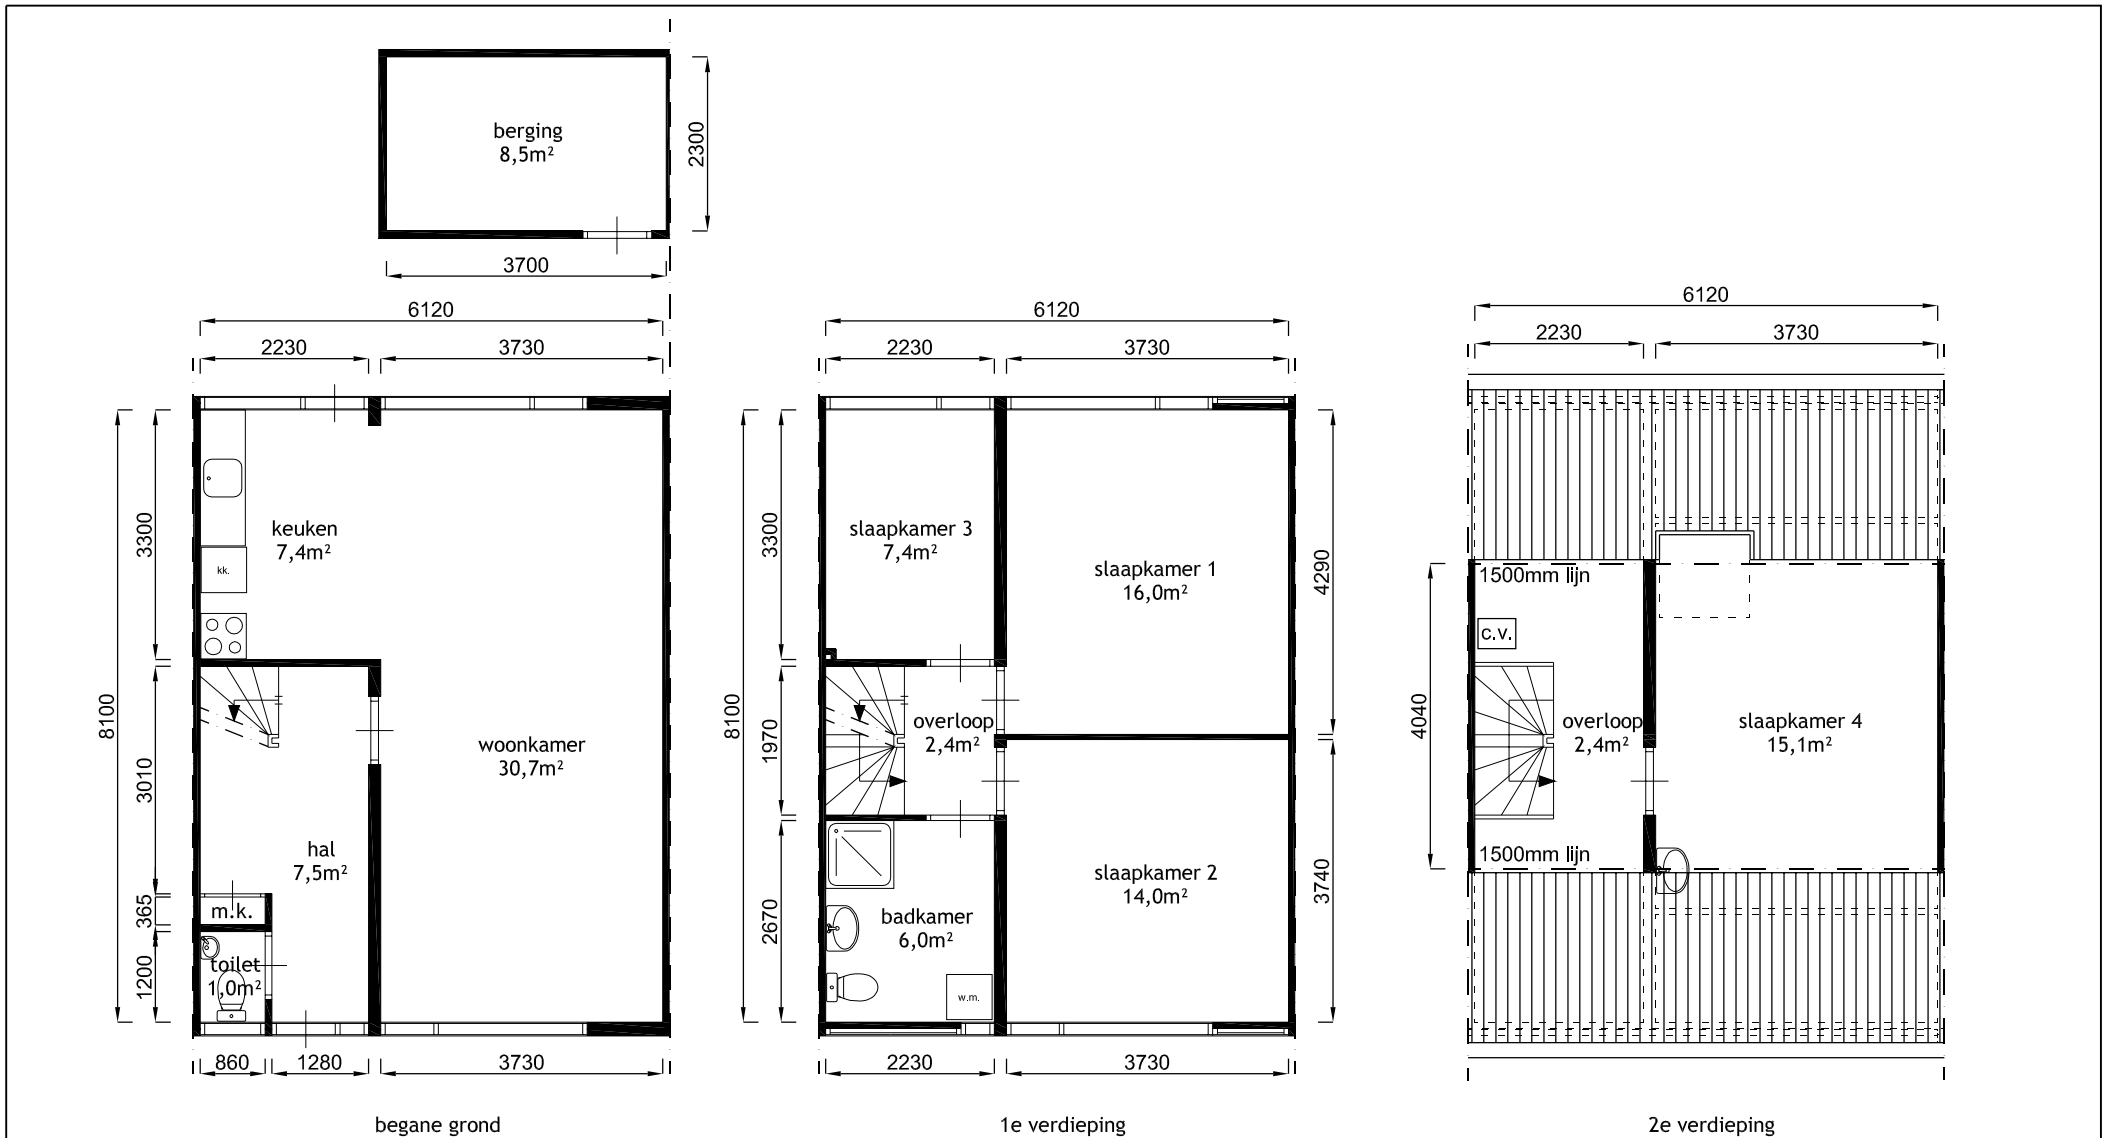 berging
8,5m²
2300
3700
6120
2230
3730
8100
3300
3010
365
1200
keuken
7,4m²
kk.
woonkamer
30,7m²
hal
7,5m²
m.k.
toilet
1,0m²
860
1280
3730
begane grond
6120
2230
3730
8100
3300
1970
2670
slaapkamer 3
7,4m²
slaapkamer 1
16,0m²
4290
overloop
2,4m²
slaapkamer 2
14,0m²
3740
badkamer
6,0m²
w.m.
2230
3730
1e verdieping
6120
2230
3730
1500mm lijn
c.v.
4040
overloop
2,4m²
slaapkamer 4
15,1m²
1500mm lijn
2e verdieping